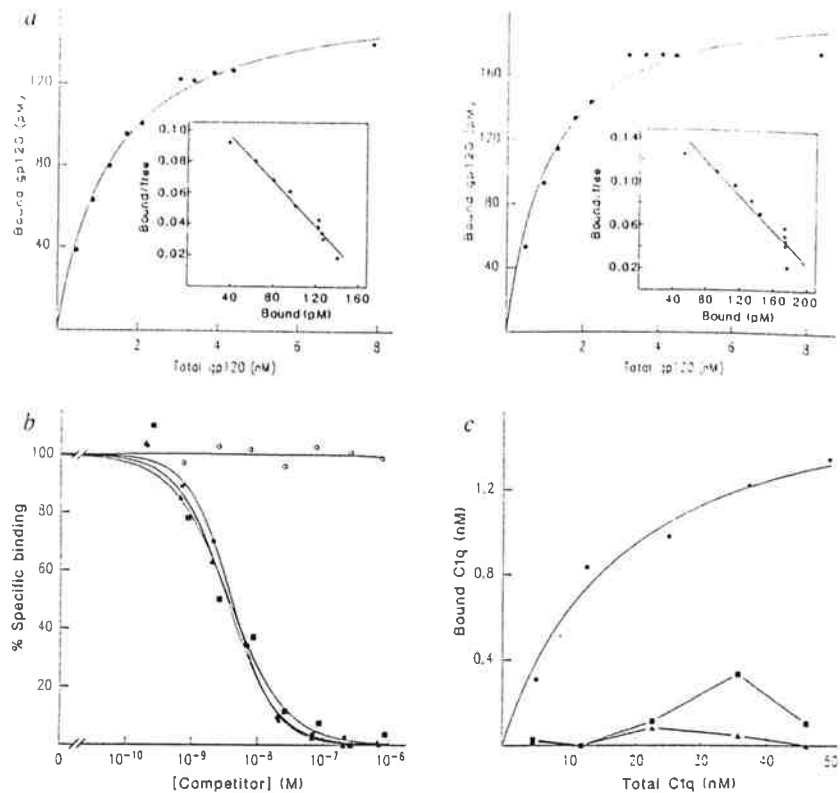 a
120
80
40
Bound gp120 (pM)
0.10
0.08
0.06
0.04
0.02
Bound/free
40 80 120 160
Bound (pM)
2 4 6 8
Total gp120 (nM)
160
120
80
40
Bound gp120 (pM)
0.14
0.10
0.06
0.02
Bound/free
40 80 120 160 200
Bound (pM)
2 4 6 8
Total gp120 (nM)
b
100
80
60
40
20
% Specific binding
0 10⁻¹⁰ 10⁻⁹ 10⁻⁸ 10⁻⁷ 10⁻⁶
[Competitor] (M)
c
1.2
0.8
0.4
Bound C1q (nM)
10 20 30 40 50
Total C1q (nM)